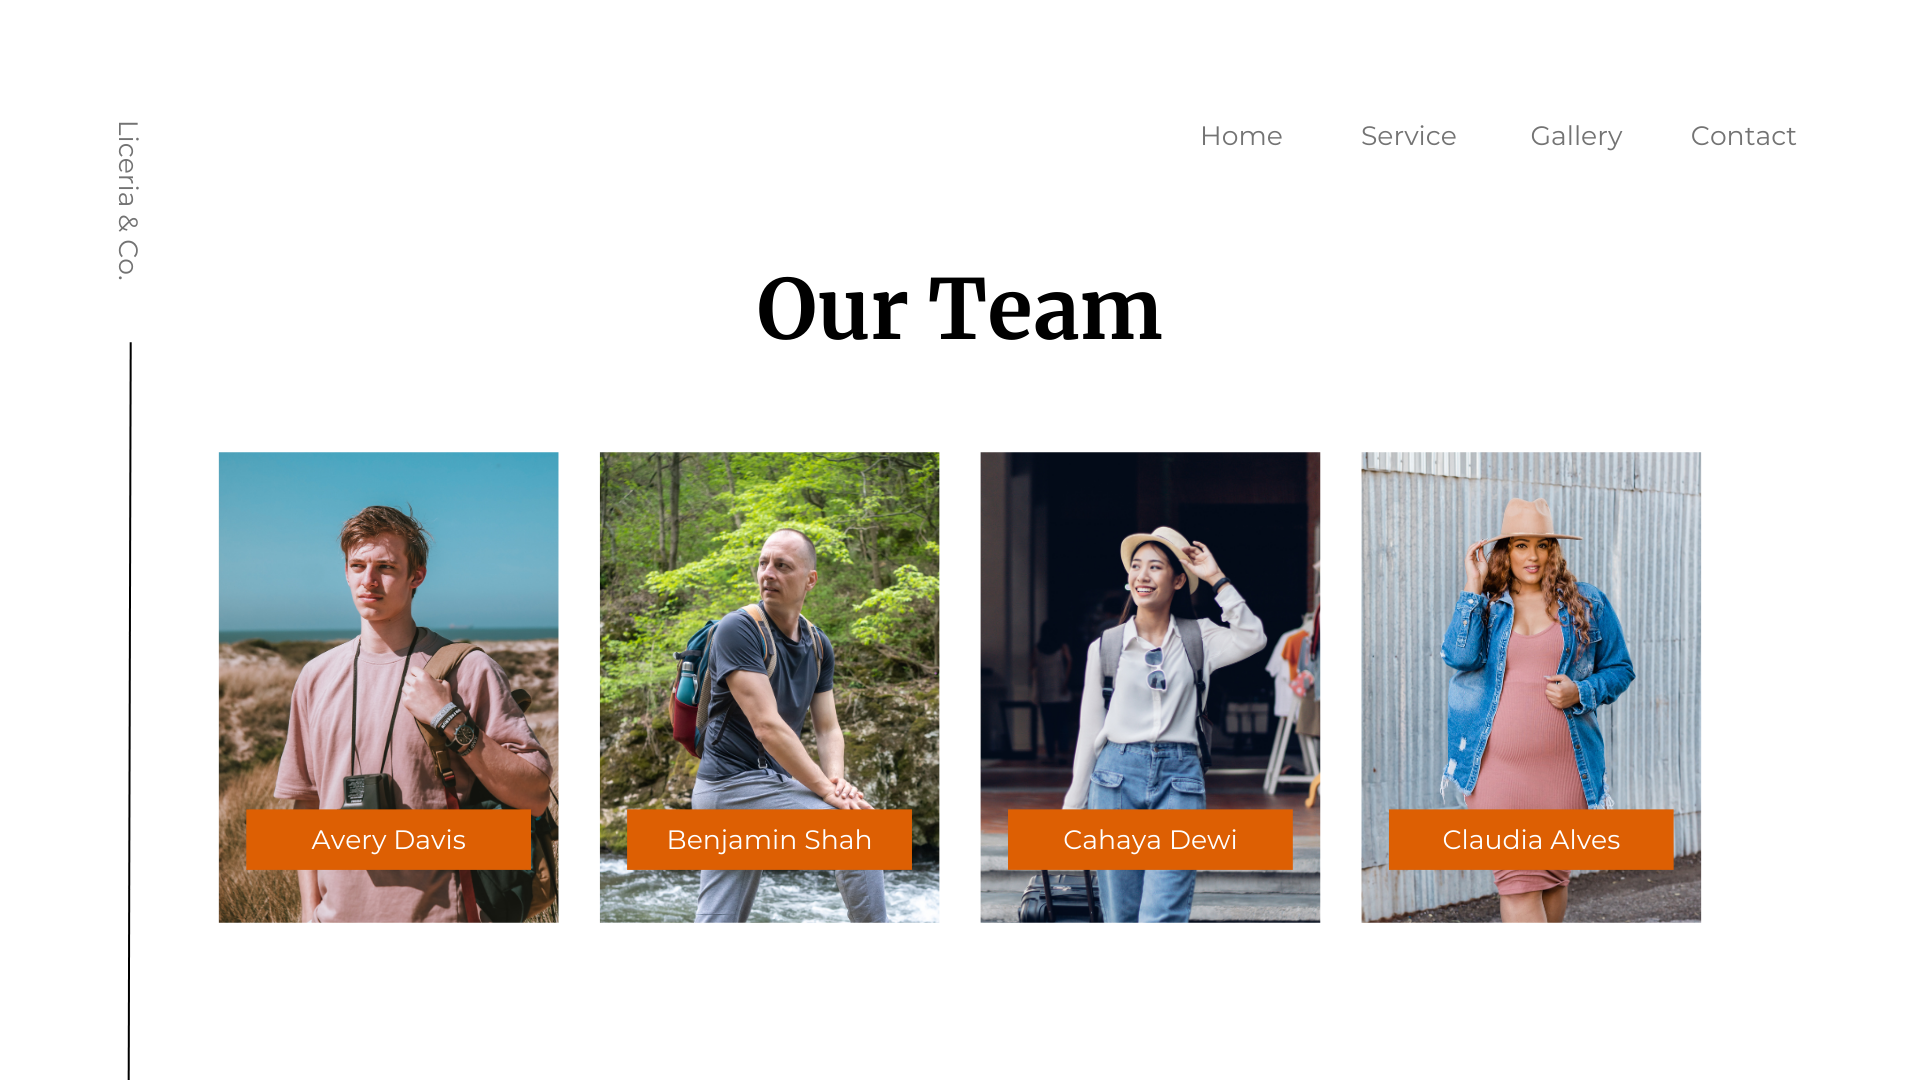 Liceria & Co.
Home
Service
Gallery
Contact
Our Team
Avery Davis
Benjamin Shah
Cahaya Dewi
Claudia Alves